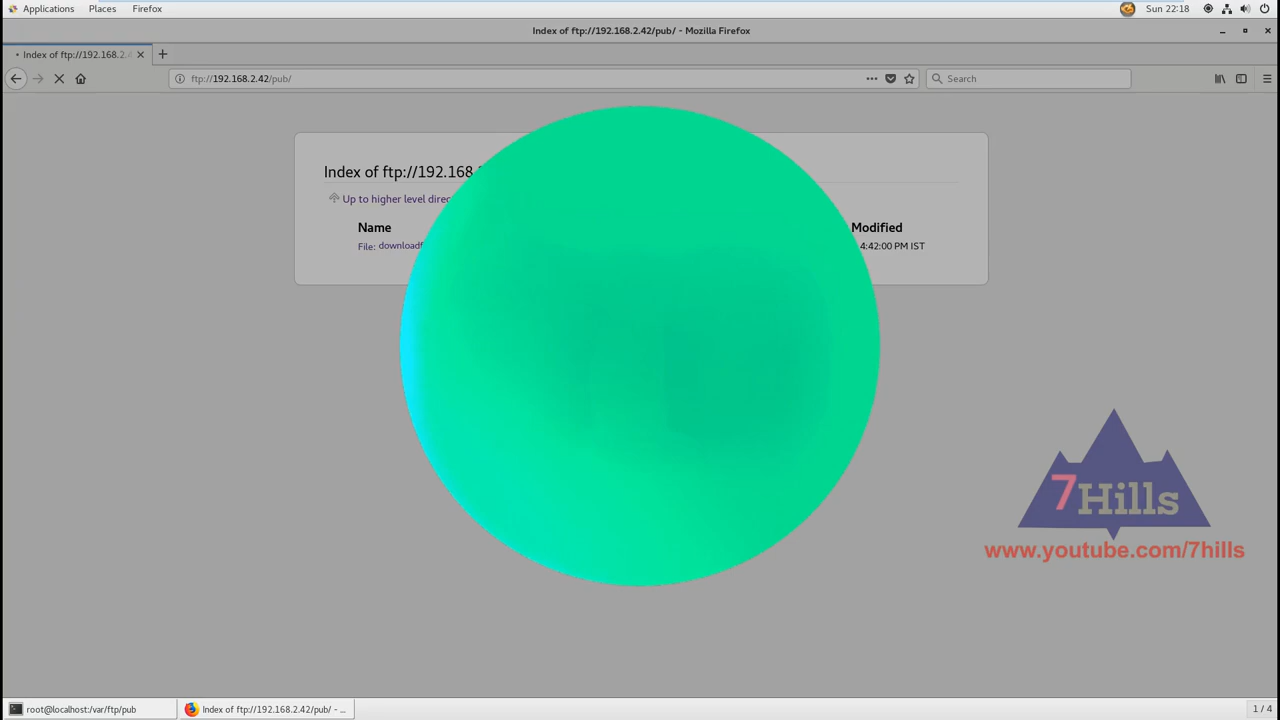 Applications Places Firefox Sun 22:18
Index of ftp://192.168.2.42/pub/ - Mozilla Firefox
Index of ftp://192.168.2.4
ftp://192.168.2.42/pub/ Search
Index of ftp://192.168.
Up to higher level direc
Name Modified
File: download 4:42:00 PM IST
7Hills
www.youtube.com/7hills
root@localhost:/var/ftp/pub Index of ftp://192.168.2.42/pub/ - ... 1 / 4